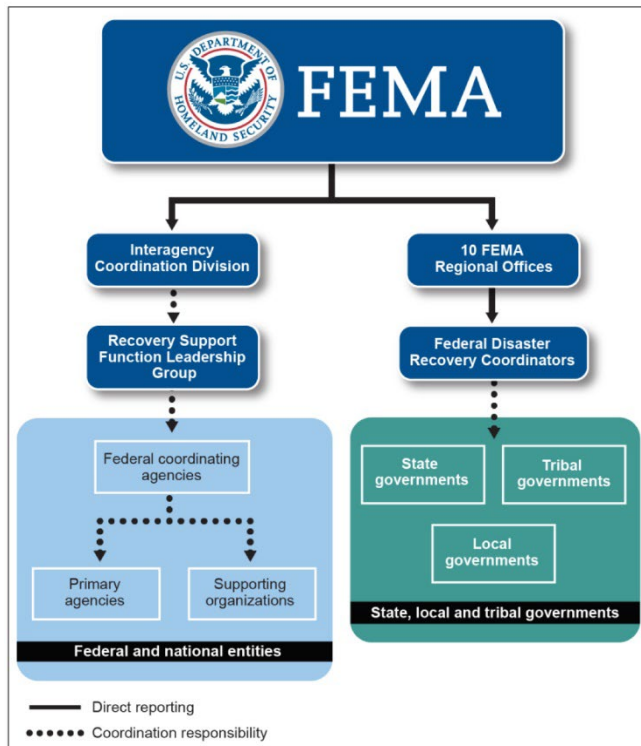 U.S. DEPARTMENT OF
HOMELAND SECURITY
FEMA
Interagency
Coordination Division
10 FEMA
Regional Offices
Recovery Support
Function Leadership
Group
Federal Disaster
Recovery Coordinators
Federal coordinating
agencies
Primary
agencies
Supporting
organizations
Federal and national entities
State
governments
Tribal
governments
Local
governments
State, local and tribal governments
Direct reporting
Coordination responsibility